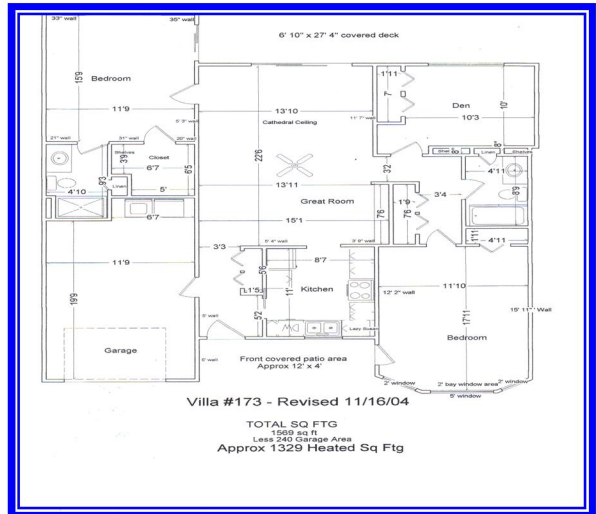 33" wall
35" wall
6' 10" x 27' 4" covered deck
15'9
Bedroom
11'9
13'10
Cathedral Ceiling
1'11
7'
Den
10'
10'3
11' 7" wall
21" wall
31" wall
20" wall
Shelves
Closet
3'9
6'7
6'5
22'6
Shel
8"
Linen
8"
Shelves
4'10
9'3
Linen
5'
3'2
4'11
13'11
Great Room
15'1
7'6
1'9
7'6
3'4
8'9
6'7
1'11
4'11
11'9
3'3
5' 4" wall
3' 9" wall
5'6
8'7
11'
Kitchen
11'10
12' 2" wall
17'11
15' 11" Wall
19'9
1'5
5'2
5' wall
DW
Lazy Susan
Bedroom
Garage
5' wall
Front covered patio area
Approx 12' x 4'
2' window
2' bay window area
2' window
5' window
Villa #173 - Revised 11/16/04
TOTAL SQ FTG
1569 sq ft
Less 240 Garage Area
Approx 1329 Heated Sq Ftg